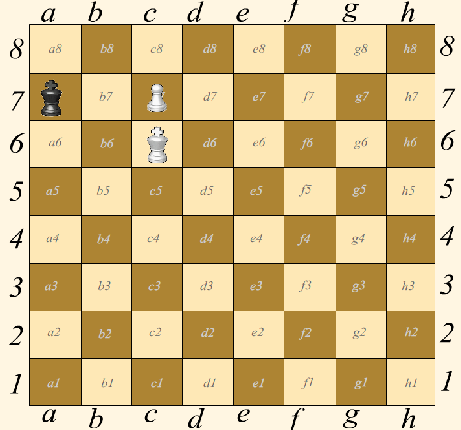 a b c d e f g h
8 a8 b8 c8 d8 e8 f8 g8 h8 8
7 b7 d7 e7 f7 g7 h7 7
6 a6 b6 d6 e6 f6 g6 h6 6
5 a5 b5 c5 d5 e5 f5 g5 h5 5
4 a4 b4 c4 d4 e4 f4 g4 h4 4
3 a3 b3 c3 d3 e3 f3 g3 h3 3
2 a2 b2 c2 d2 e2 f2 g2 h2 2
1 a1 b1 c1 d1 e1 f1 g1 h1 1
a b c d e f g h